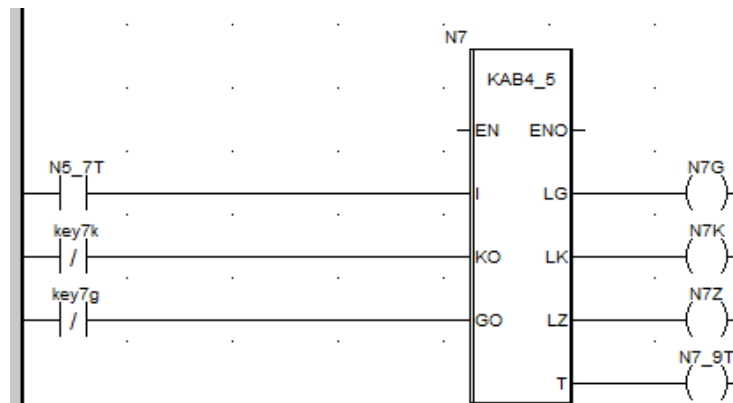 N7
KAB4_5
EN ENO
N5_7T N7G
I LG
key7k N7K
/ KO LK
key7g N7Z
/ GO LZ
N7_9T
T